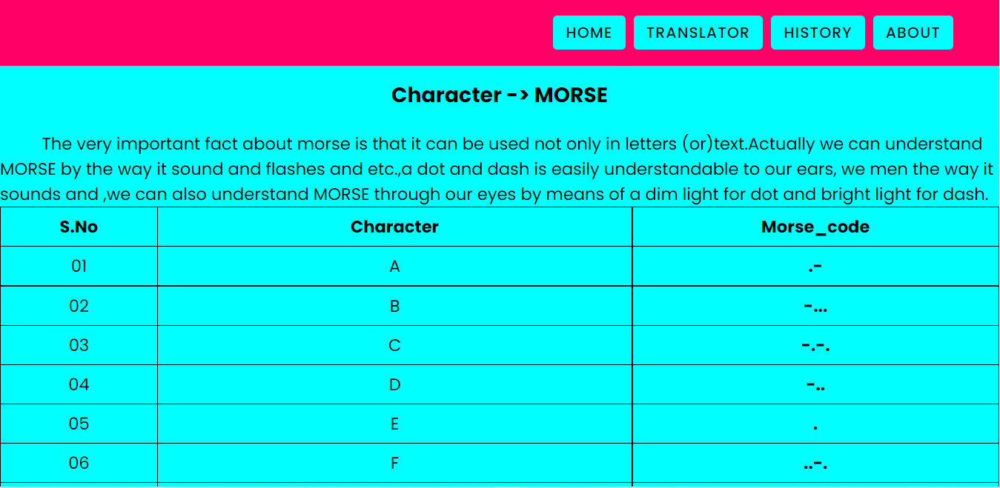 HOME TRANSLATOR HISTORY ABOUT
Character -> MORSE
The very important fact about morse is that it can be used not only in letters (or)text.Actually we can understand
MORSE by the way it sound and flashes and etc.,a dot and dash is easily understandable to our ears, we men the way it
sounds and ,we can also understand MORSE through our eyes by means of a dim light for dot and bright light for dash.
S.No Character Morse_code
01 A .-
02 B -...
03 C -.-.
04 D -..
05 E .
06 F ..-.